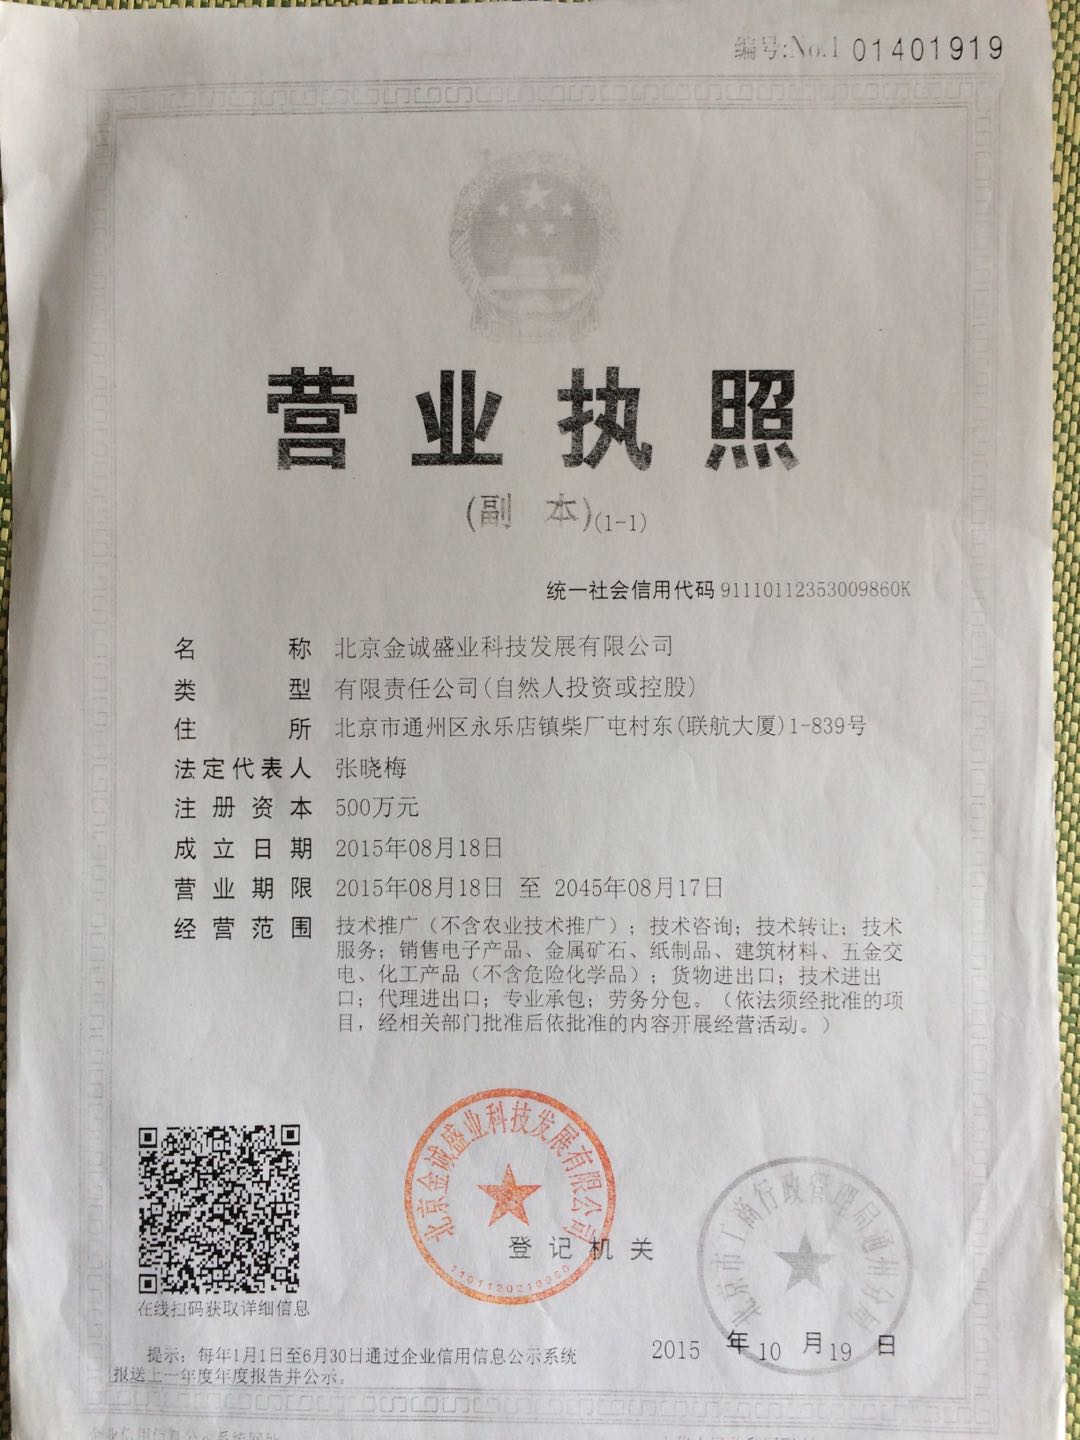 编号:No.1 01401919
营业执照
(副 本)(1-1)
统一社会信用代码 91110112353009860K
名称 北京金诚盛业科技发展有限公司
类型 有限责任公司(自然人投资或控股)
住所 北京市通州区永乐店镇柴厂屯村东(联航大厦)1-839号
法定代表人 张晓梅
注册资本 500万元
成立日期 2015年08月18日
营业期限 2015年08月18日 至 2045年08月17日
经营范围 技术推广（不含农业技术推广）；技术咨询；技术转让；技术
服务；销售电子产品、金属矿石、纸制品、建筑材料、五金交
电、化工产品（不含危险化学品）；货物进出口；技术进出
口；代理进出口；专业承包；劳务分包。（依法须经批准的项
目，经相关部门批准后依批准的内容开展经营活动。）
北京金诚盛业科技发展有限公司
登记机关
北京市工商行政管理局通州分局
在线扫码获取详细信息
2015 年 10 月 19 日
提示：每年1月1日至6月30日通过企业信用信息公示系统
报送上一年度年度报告并公示。
企业信用信息公示系统网址